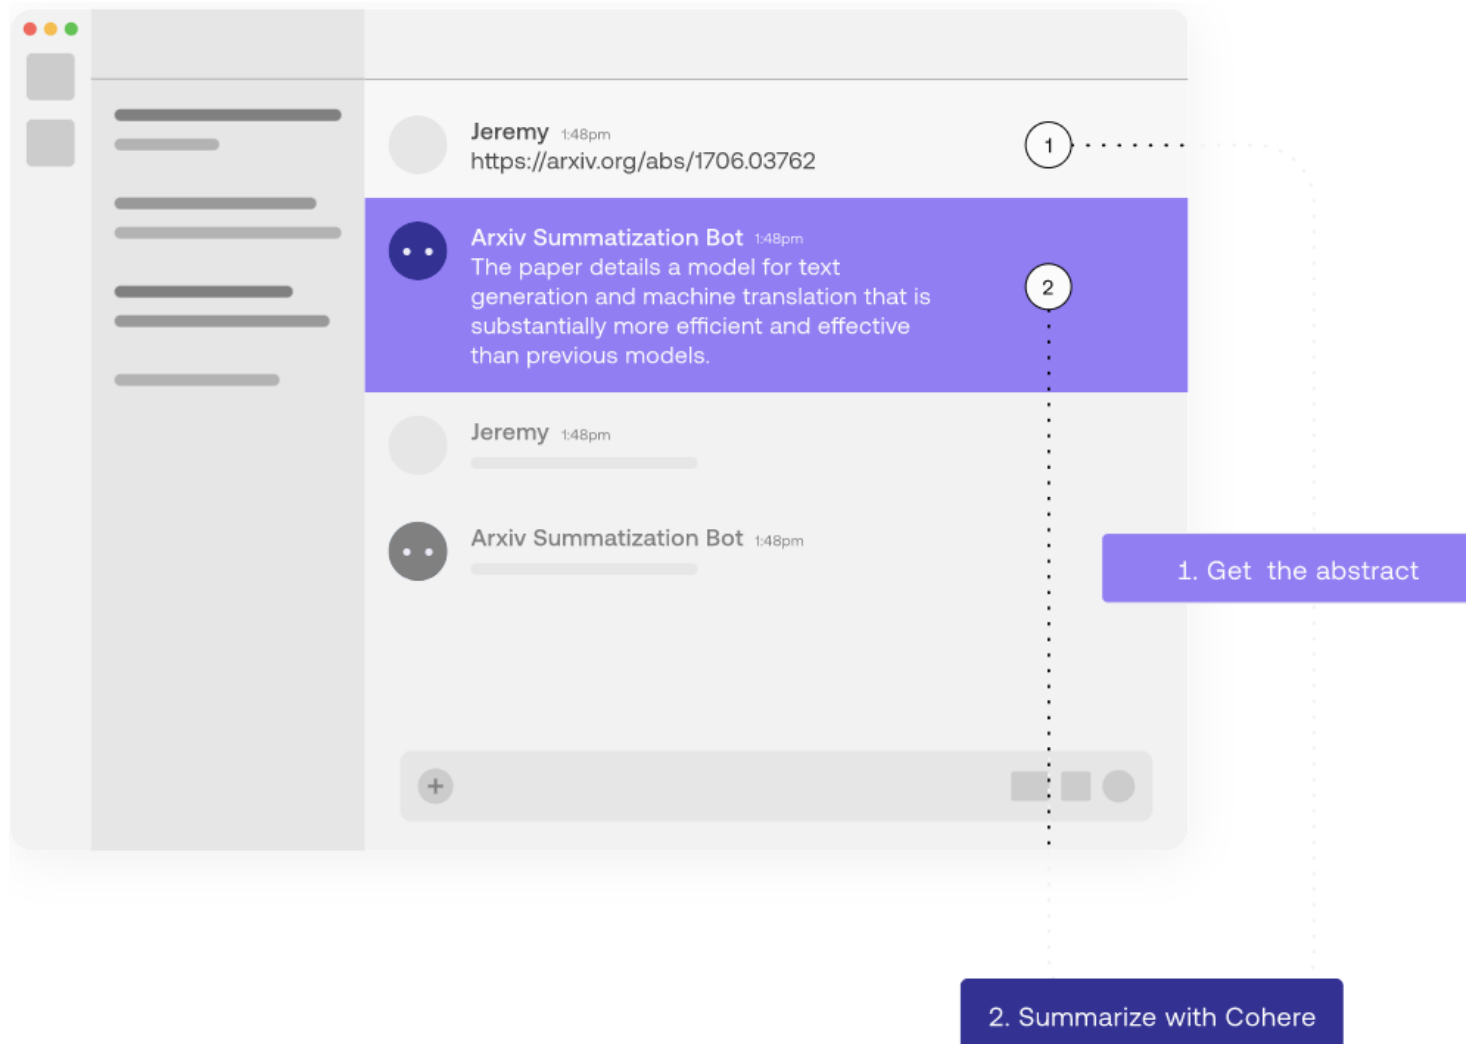 Jeremy 1:48pm
https://arxiv.org/abs/1706.03762
1
Arxiv Summatization Bot 1:48pm
The paper details a model for text
generation and machine translation that is
substantially more efficient and effective
than previous models.
2
Jeremy 1:48pm
Arxiv Summatization Bot 1:48pm
1. Get the abstract
2. Summarize with Cohere